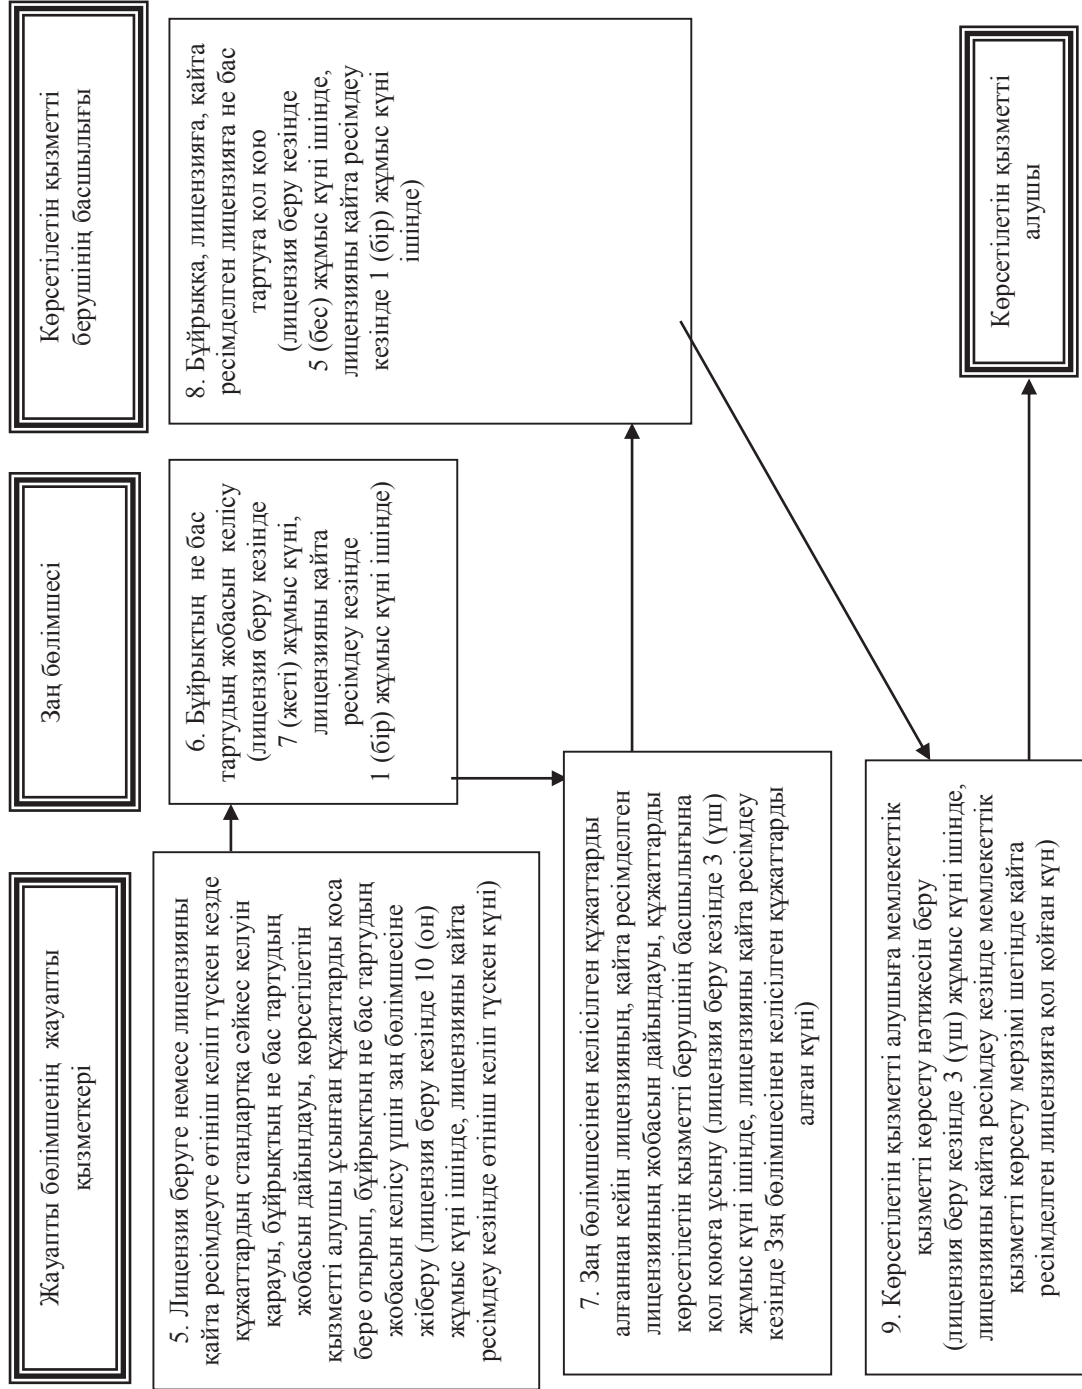 Жауапты бөлімшенің жауапты
қызметкері
Заң бөлімшесі
Көрсетілетін қызметті
берушінің басшылығы
5. Лицензия беруге немесе лицензияны
қайта ресімдеуге өтініш келіп түскен кезде
құжаттардың стандартқа сәйкес келуін
қарауы, бұйрықтың не бас тартудың
жобасын дайындауы, көрсетілетін
қызметті алушы ұсынған құжаттарды қоса
бере отырып, бұйрықтың не бас тартудың
жобасын келісу үшін заң бөлімшесіне
жіберу (лицензия беру кезінде 10 (он)
жұмыс күні ішінде, лицензияны қайта
ресімдеу кезінде өтініш келіп түскен күні)
6. Бұйрықтың не бас
тартудың жобасын келісу
(лицензия беру кезінде
7 (жеті) жұмыс күні,
лицензияны қайта
ресімдеу кезінде
1 (бір) жұмыс күні ішінде)
8. Бұйрыққа, лицензияға, қайта
ресімделген лицензияға не бас
тартуға қол қою
(лицензия беру кезінде
5 (бес) жұмыс күні ішінде,
лицензияны қайта ресімдеу
кезінде 1 (бір) жұмыс күні
ішінде)
7. Заң бөлімшесінен келісілген құжаттарды
алғаннан кейін лицензияның, қайта ресімделген
лицензияның жобасын дайындауы, құжаттарды
көрсетілетін қызметті берушінің басшылығына
қол қоюға ұсыну (лицензия беру кезінде 3 (үш)
жұмыс күні ішінде, лицензияны қайта ресімдеу
кезінде Ззң бөлімшесінен келісілген құжаттарды
алған күні)
9. Көрсетілетін қызметті алушыға мемлекеттік
қызметті көрсету нәтижесін беру
(лицензия беру кезінде 3 (үш) жұмыс күні ішінде,
лицензияны қайта ресімдеу кезінде мемлекеттік
қызметті көрсету мерзімі шегінде қайта
ресімделген лицензияға қол қойған күн)
Көрсетілетін қызметті
алушы